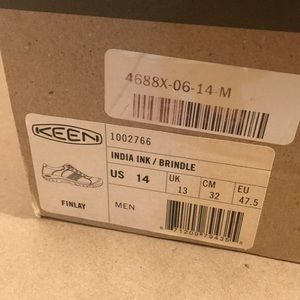 4688X-06-14-M
KEEN
1002766
INDIA INK / BRINDLE
US 14
UK 13
CM 32
EU 47.5
FINLAY
MEN